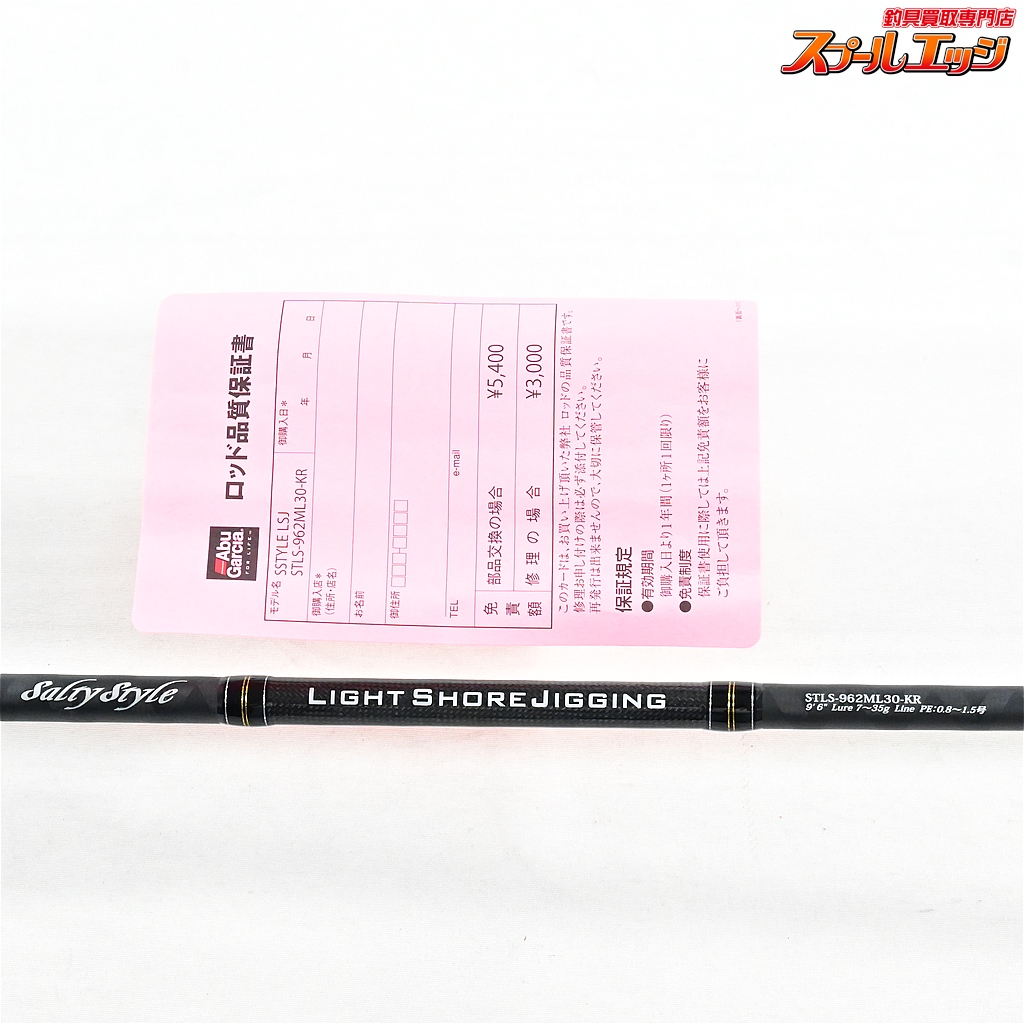 釣具買取専門店
スプールエッジ
Abu
Garcia
FOR LIFE
ロッド品質保証書
モデル名 SSTYLE LSJ
STLS-962ML30-KR
御購入日*
年 月 日
御購入店*
(住所・店名)
お名前
御住所
TEL
e-mail
免責額
部品交換の場合 ¥5,400
修理の場合 ¥3,000
このカードは、お買い上げ頂いた弊社 ロッドの品質保証書です。
修理お申し付けの際は必ず添付してください。
再発行は出来ませんので、大切に保管してください。
保証規定
●有効期間
御購入日より1年間(1ヶ所1回限り)
●免責制度
保証書使用に際しては上記免責額をお客様に
ご負担して頂きます。
Salty Style
LIGHT SHORE JIGGING
STLS-962ML30-KR
9'6" Lure 7~35g Line PE:0.8~1.5号